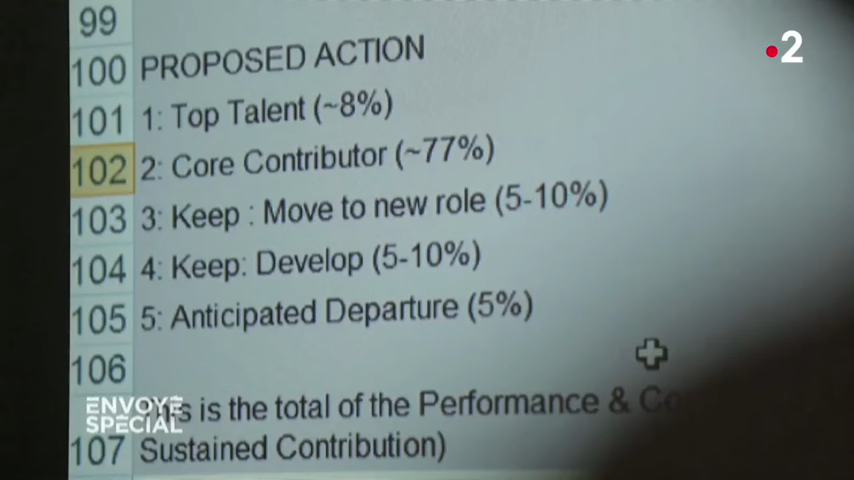 2
99
100 PROPOSED ACTION
101 1: Top Talent (~8%)
102 2: Core Contributor (~77%)
103 3: Keep : Move to new role (5-10%)
104 4: Keep: Develop (5-10%)
105 5: Anticipated Departure (5%)
106
This is the total of the Performance &
107 Sustained Contribution)
ENVOYÉ
SPÉCIAL